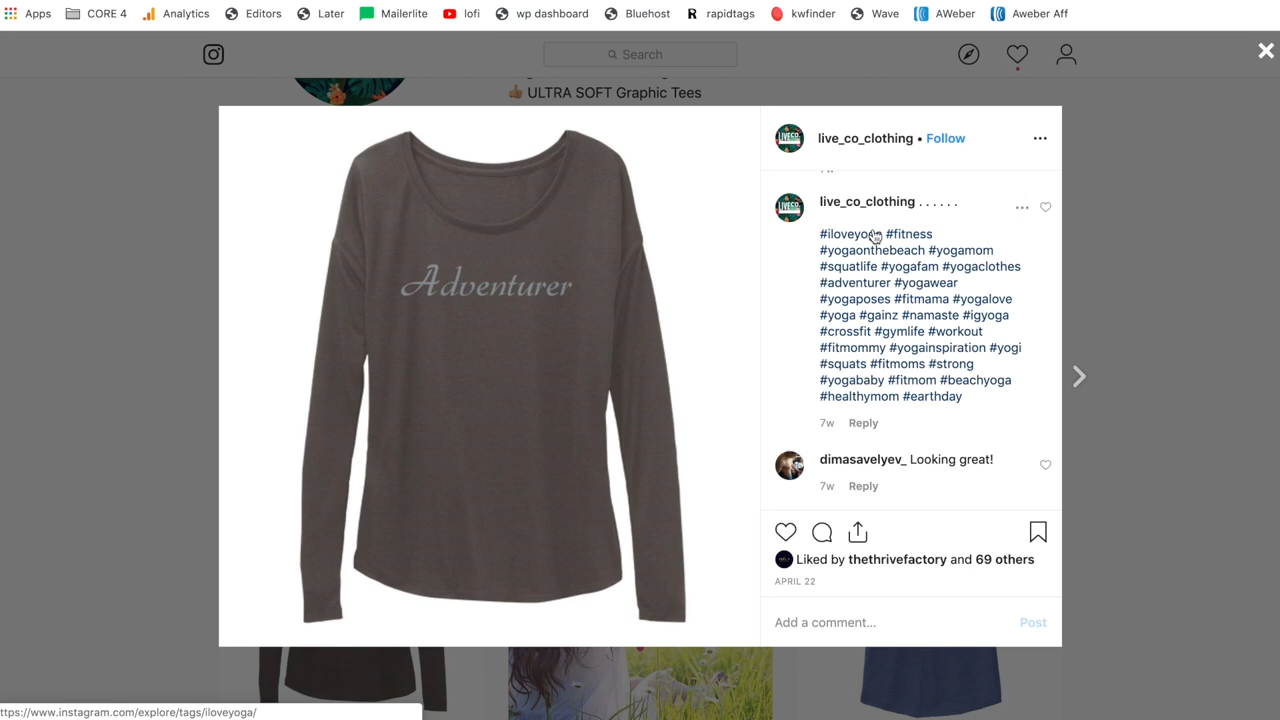 Apps CORE 4 Analytics Editors Later Mailerlite lofi wp dashboard Bluehost rapidtags kwfinder Wave AWeber Aweber Aff
Search
👍 ULTRA SOFT Graphic Tees
live_co_clothing • Follow
live_co_clothing . . . . . .
#iloveyoga #fitness
#yogaonthebeach #yogamom
#squatlife #yogafam #yogaclothes
#adventurer #yogawear
#yogaposes #fitmama #yogalove
#yoga #gainz #namaste #igyoga
#crossfit #gymlife #workout
#fitmommy #yogainspiration #yogi
#squats #fitmoms #strong
#yogababy #fitmom #beachyoga
#healthymom #earthday
7w Reply
Adventurer
dimasavelyev_ Looking great!
7w Reply
Liked by thethrivefactory and 69 others
APRIL 22
Add a comment... Post
ttps://www.instagram.com/explore/tags/iloveyoga/